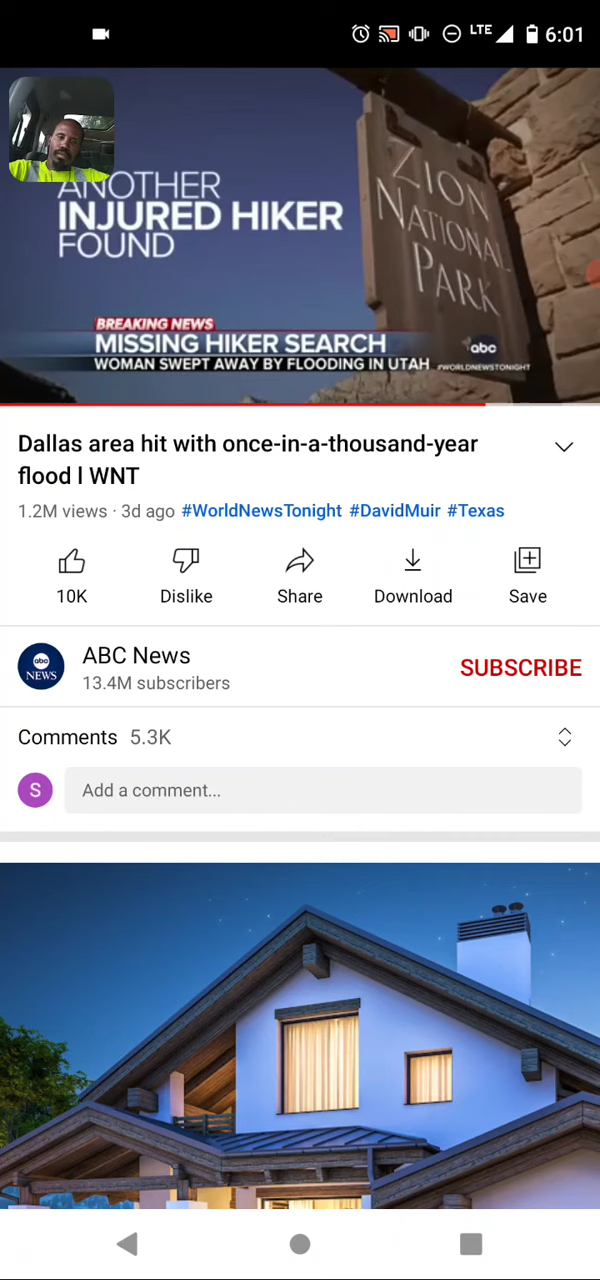 LTE 6:01
ANOTHER
INJURED HIKER
FOUND
ZION
NATIONAL
PARK
BREAKING NEWS
MISSING HIKER SEARCH
abc
WOMAN SWEPT AWAY BY FLOODING IN UTAH #WORLDNEWSTONIGHT
Dallas area hit with once-in-a-thousand-year
flood l WNT
1.2M views · 3d ago #WorldNewsTonight #DavidMuir #Texas
10K Dislike Share Download Save
abc
NEWS
ABC News
13.4M subscribers
SUBSCRIBE
Comments 5.3K
S
Add a comment...